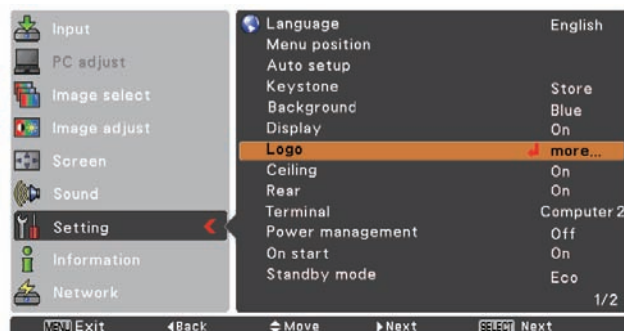 Input
PC adjust
Image select
Image adjust
Screen
Sound
Setting
Information
Network
Language English
Menu position
Auto setup
Keystone Store
Background Blue
Display On
Logo more...
Ceiling On
Rear On
Terminal Computer 2
Power management Off
On start On
Standby mode Eco
1/2
MENU Exit Back Move Next SELECT Next